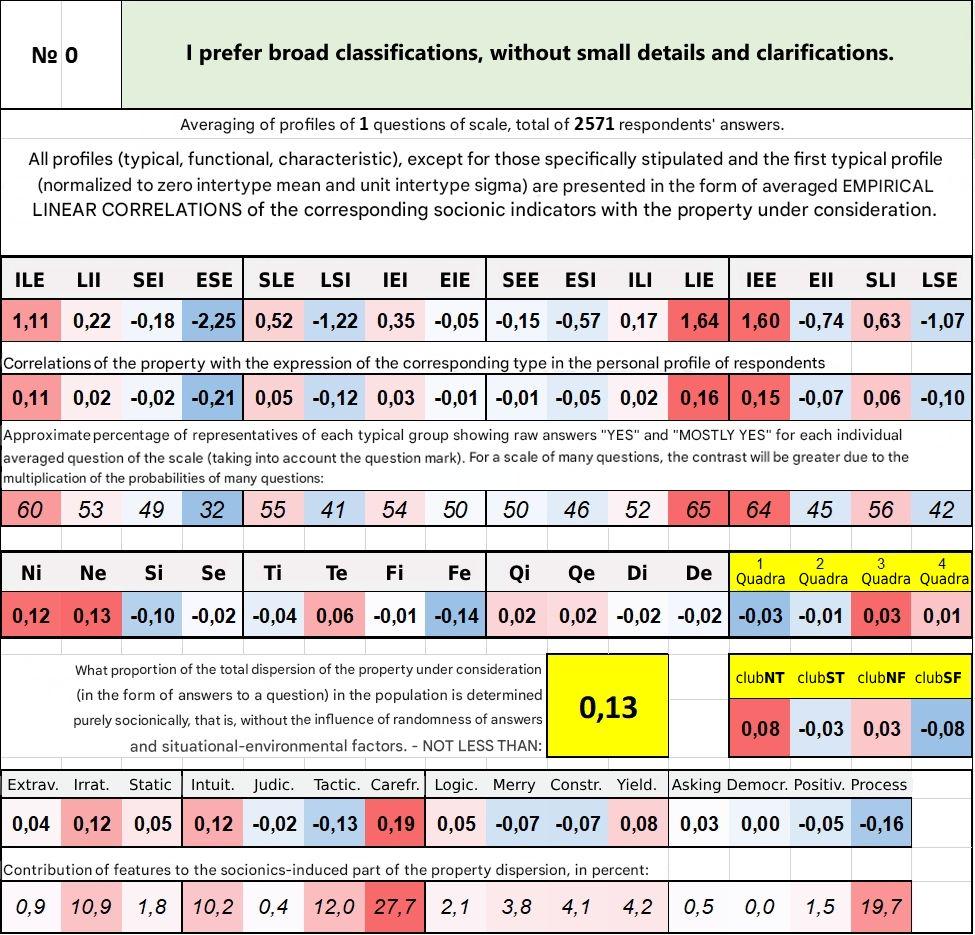 № 0
I prefer broad classifications, without small details and clarifications.
Averaging of profiles of 1 questions of scale, total of 2571 respondents' answers.
All profiles (typical, functional, characteristic), except for those specifically stipulated and the first typical profile
(normalized to zero intertype mean and unit intertype sigma) are presented in the form of averaged EMPIRICAL
LINEAR CORRELATIONS of the corresponding socionic indicators with the property under consideration.
ILE LII SEI ESE SLE LSI IEI EIE SEE ESI ILI LIE IEE EII SLI LSE
1,11 0,22 -0,18 -2,25 0,52 -1,22 0,35 -0,05 -0,15 -0,57 0,17 1,64 1,60 -0,74 0,63 -1,07
Correlations of the property with the expression of the corresponding type in the personal profile of respondents
0,11 0,02 -0,02 -0,21 0,05 -0,12 0,03 -0,01 -0,01 -0,05 0,02 0,16 0,15 -0,07 0,06 -0,10
Approximate percentage of representatives of each typical group showing raw answers "YES" and "MOSTLY YES" for each individual
averaged question of the scale (taking into account the question mark). For a scale of many questions, the contrast will be greater due to the
multiplication of the probabilities of many questions:
60 53 49 32 55 41 54 50 50 46 52 65 64 45 56 42
Ni Ne Si Se Ti Te Fi Fe Qi Qe Di De 1 Quadra 2 Quadra 3 Quadra 4 Quadra
0,12 0,13 -0,10 -0,02 -0,04 0,06 -0,01 -0,14 0,02 0,02 -0,02 -0,02 -0,03 -0,01 0,03 0,01
What proportion of the total dispersion of the property under consideration
(in the form of answers to a question) in the population is determined
purely socionically, that is, without the influence of randomness of answers
and situational-environmental factors. - NOT LESS THAN:
0,13
clubNT clubST clubNF clubSF
0,08 -0,03 0,03 -0,08
Extrav. Irrat. Static Intuit. Judic. Tactic. Carefr. Logic. Merry Constr. Yield. Asking Democr. Positiv. Process
0,04 0,12 0,05 0,12 -0,02 -0,13 0,19 0,05 -0,07 -0,07 0,08 0,03 0,00 -0,05 -0,16
Contribution of features to the socionics-induced part of the property dispersion, in percent:
0,9 10,9 1,8 10,2 0,4 12,0 27,7 2,1 3,8 4,1 4,2 0,5 0,0 1,5 19,7